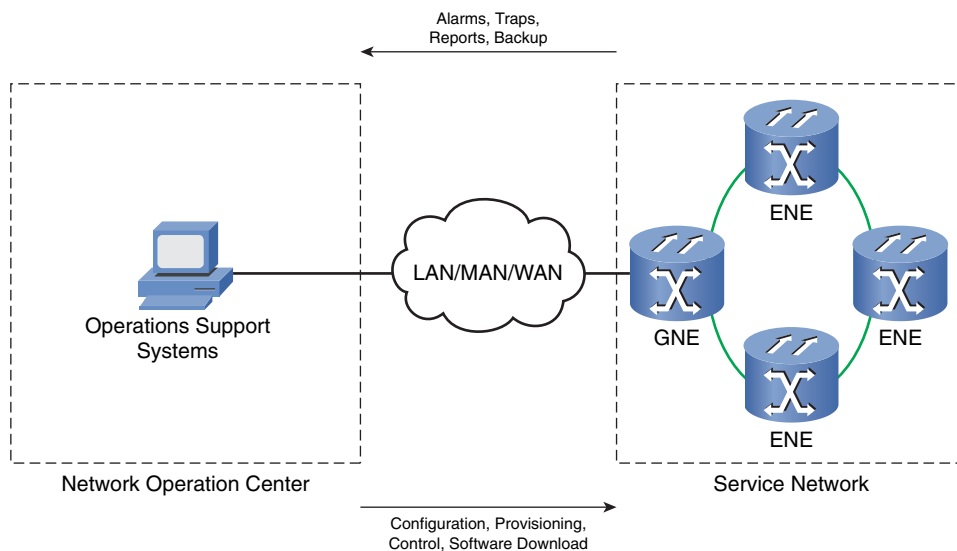 Alarms, Traps,
Reports, Backup
ENE
LAN/MAN/WAN
Operations Support
Systems
GNE
ENE
ENE
Network Operation Center
Service Network
Configuration, Provisioning,
Control, Software Download